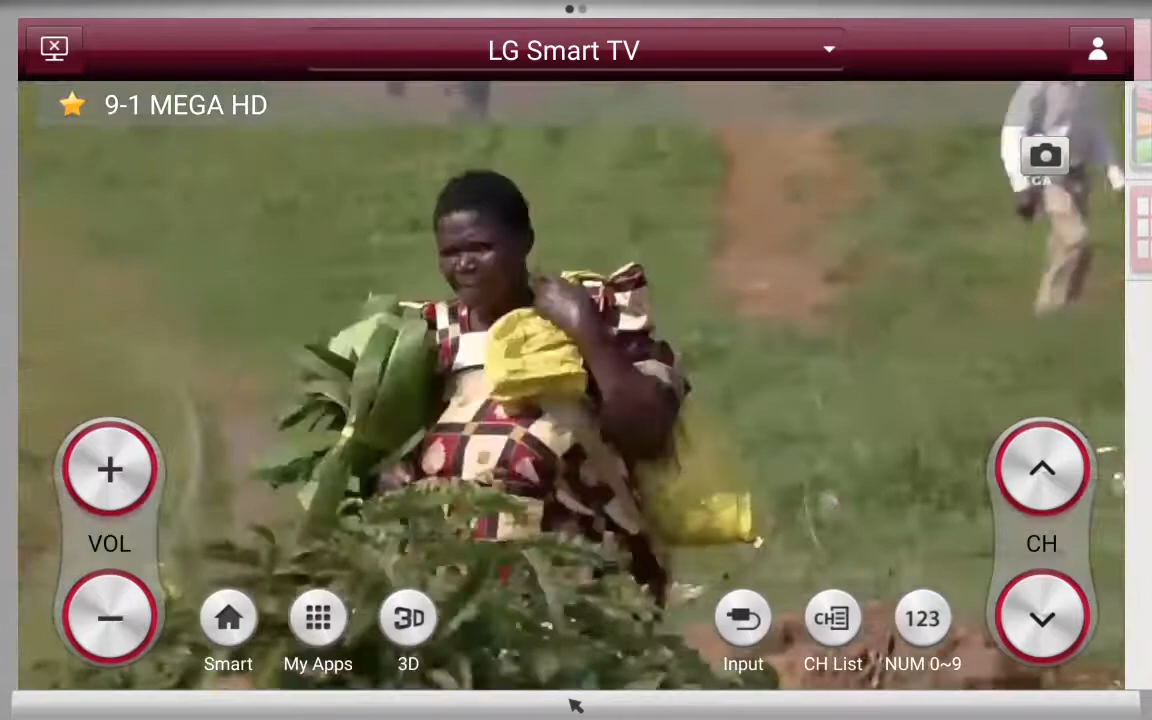 LG Smart TV
9-1 MEGA HD
VOL
CH
3D
CH
123
Smart
My Apps
3D
Input
CH List
NUM 0~9